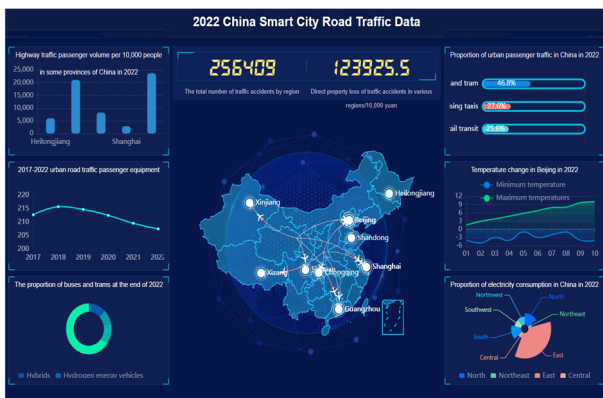 2022 China Smart City Road Traffic Data
Highway traffic passenger volume per 10,000 people
in some provinces of China in 2022
25,000
20,000
15,000
10,000
5,000
0
Heilongjiang
Shanghai
256409
The total number of traffic accidents by region
123925.5
Direct property loss of traffic accidents in various
regions/10,000 yuan
Proportion of urban passenger traffic in China in 2022
and tram
46.8%
sing taxis
27.6%
ail transit
25.6%
2017-2022 urban road traffic passenger equipment
220
215
210
205
200
2017 2018 2019 2020 2021 2022
Xinjiang
Heilongjiang
Beijing
Shandong
Shanghai
Xizang
Chongqing
Guangzhou
Temperature change in Beijing in 2022
Minimum temperature
Maximum temperatures
12
9
6
3
0
-3
-6
01 02 03 04 05 06 07 08 09 10
The proportion of buses and trams at the end of 2022
Hybrids
Hydrogen energy vehicles
Proportion of electricity consumption in China in 2022
Northwest
North
Southwest
Northeast
South
Central
East
North
Northeast
East
Central